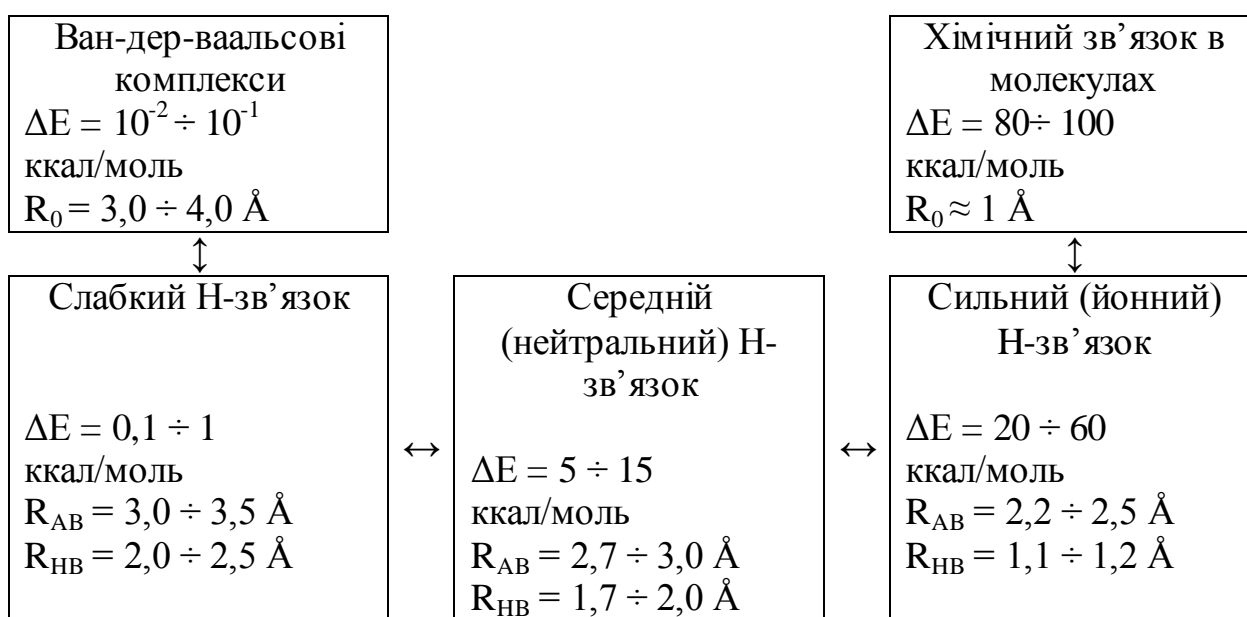 Ван-дер-ваальсові
комплекси
ΔE = 10⁻² ÷ 10⁻¹
ккал/моль
R₀ = 3,0 ÷ 4,0 Å
Хімічний зв’язок в
молекулах
ΔE = 80÷ 100
ккал/моль
R₀ ≈ 1 Å
↕
↕
Слабкий Н-зв’язок
ΔE = 0,1 ÷ 1
ккал/моль
R_AB = 3,0 ÷ 3,5 Å
R_HB = 2,0 ÷ 2,5 Å
↔
Середній
(нейтральний) Н-
зв’язок
ΔE = 5 ÷ 15
ккал/моль
R_AB = 2,7 ÷ 3,0 Å
R_HB = 1,7 ÷ 2,0 Å
↔
Сильний (йонний)
Н-зв’язок
ΔE = 20 ÷ 60
ккал/моль
R_AB = 2,2 ÷ 2,5 Å
R_HB = 1,1 ÷ 1,2 Å